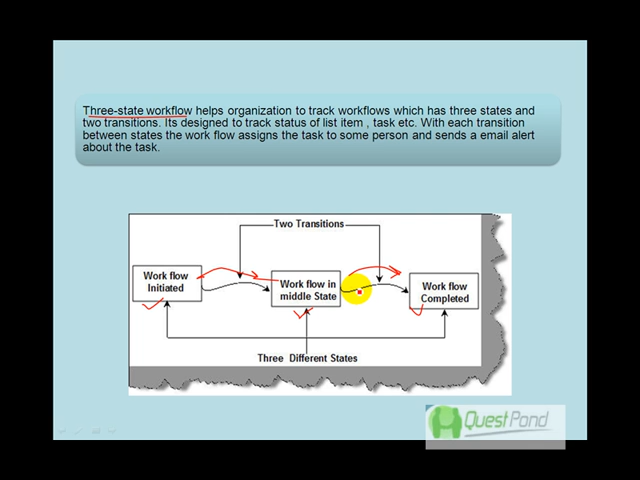 Three-state workflow helps organization to track workflows which has three states and
two transitions. Its designed to track status of list item , task etc. With each transition
between states the work flow assigns the task to some person and sends a email alert
about the task.
Two Transitions
Work flow
Initiated
Work flow in
middle State
Work flow
Completed
Three Different States
QuestPond